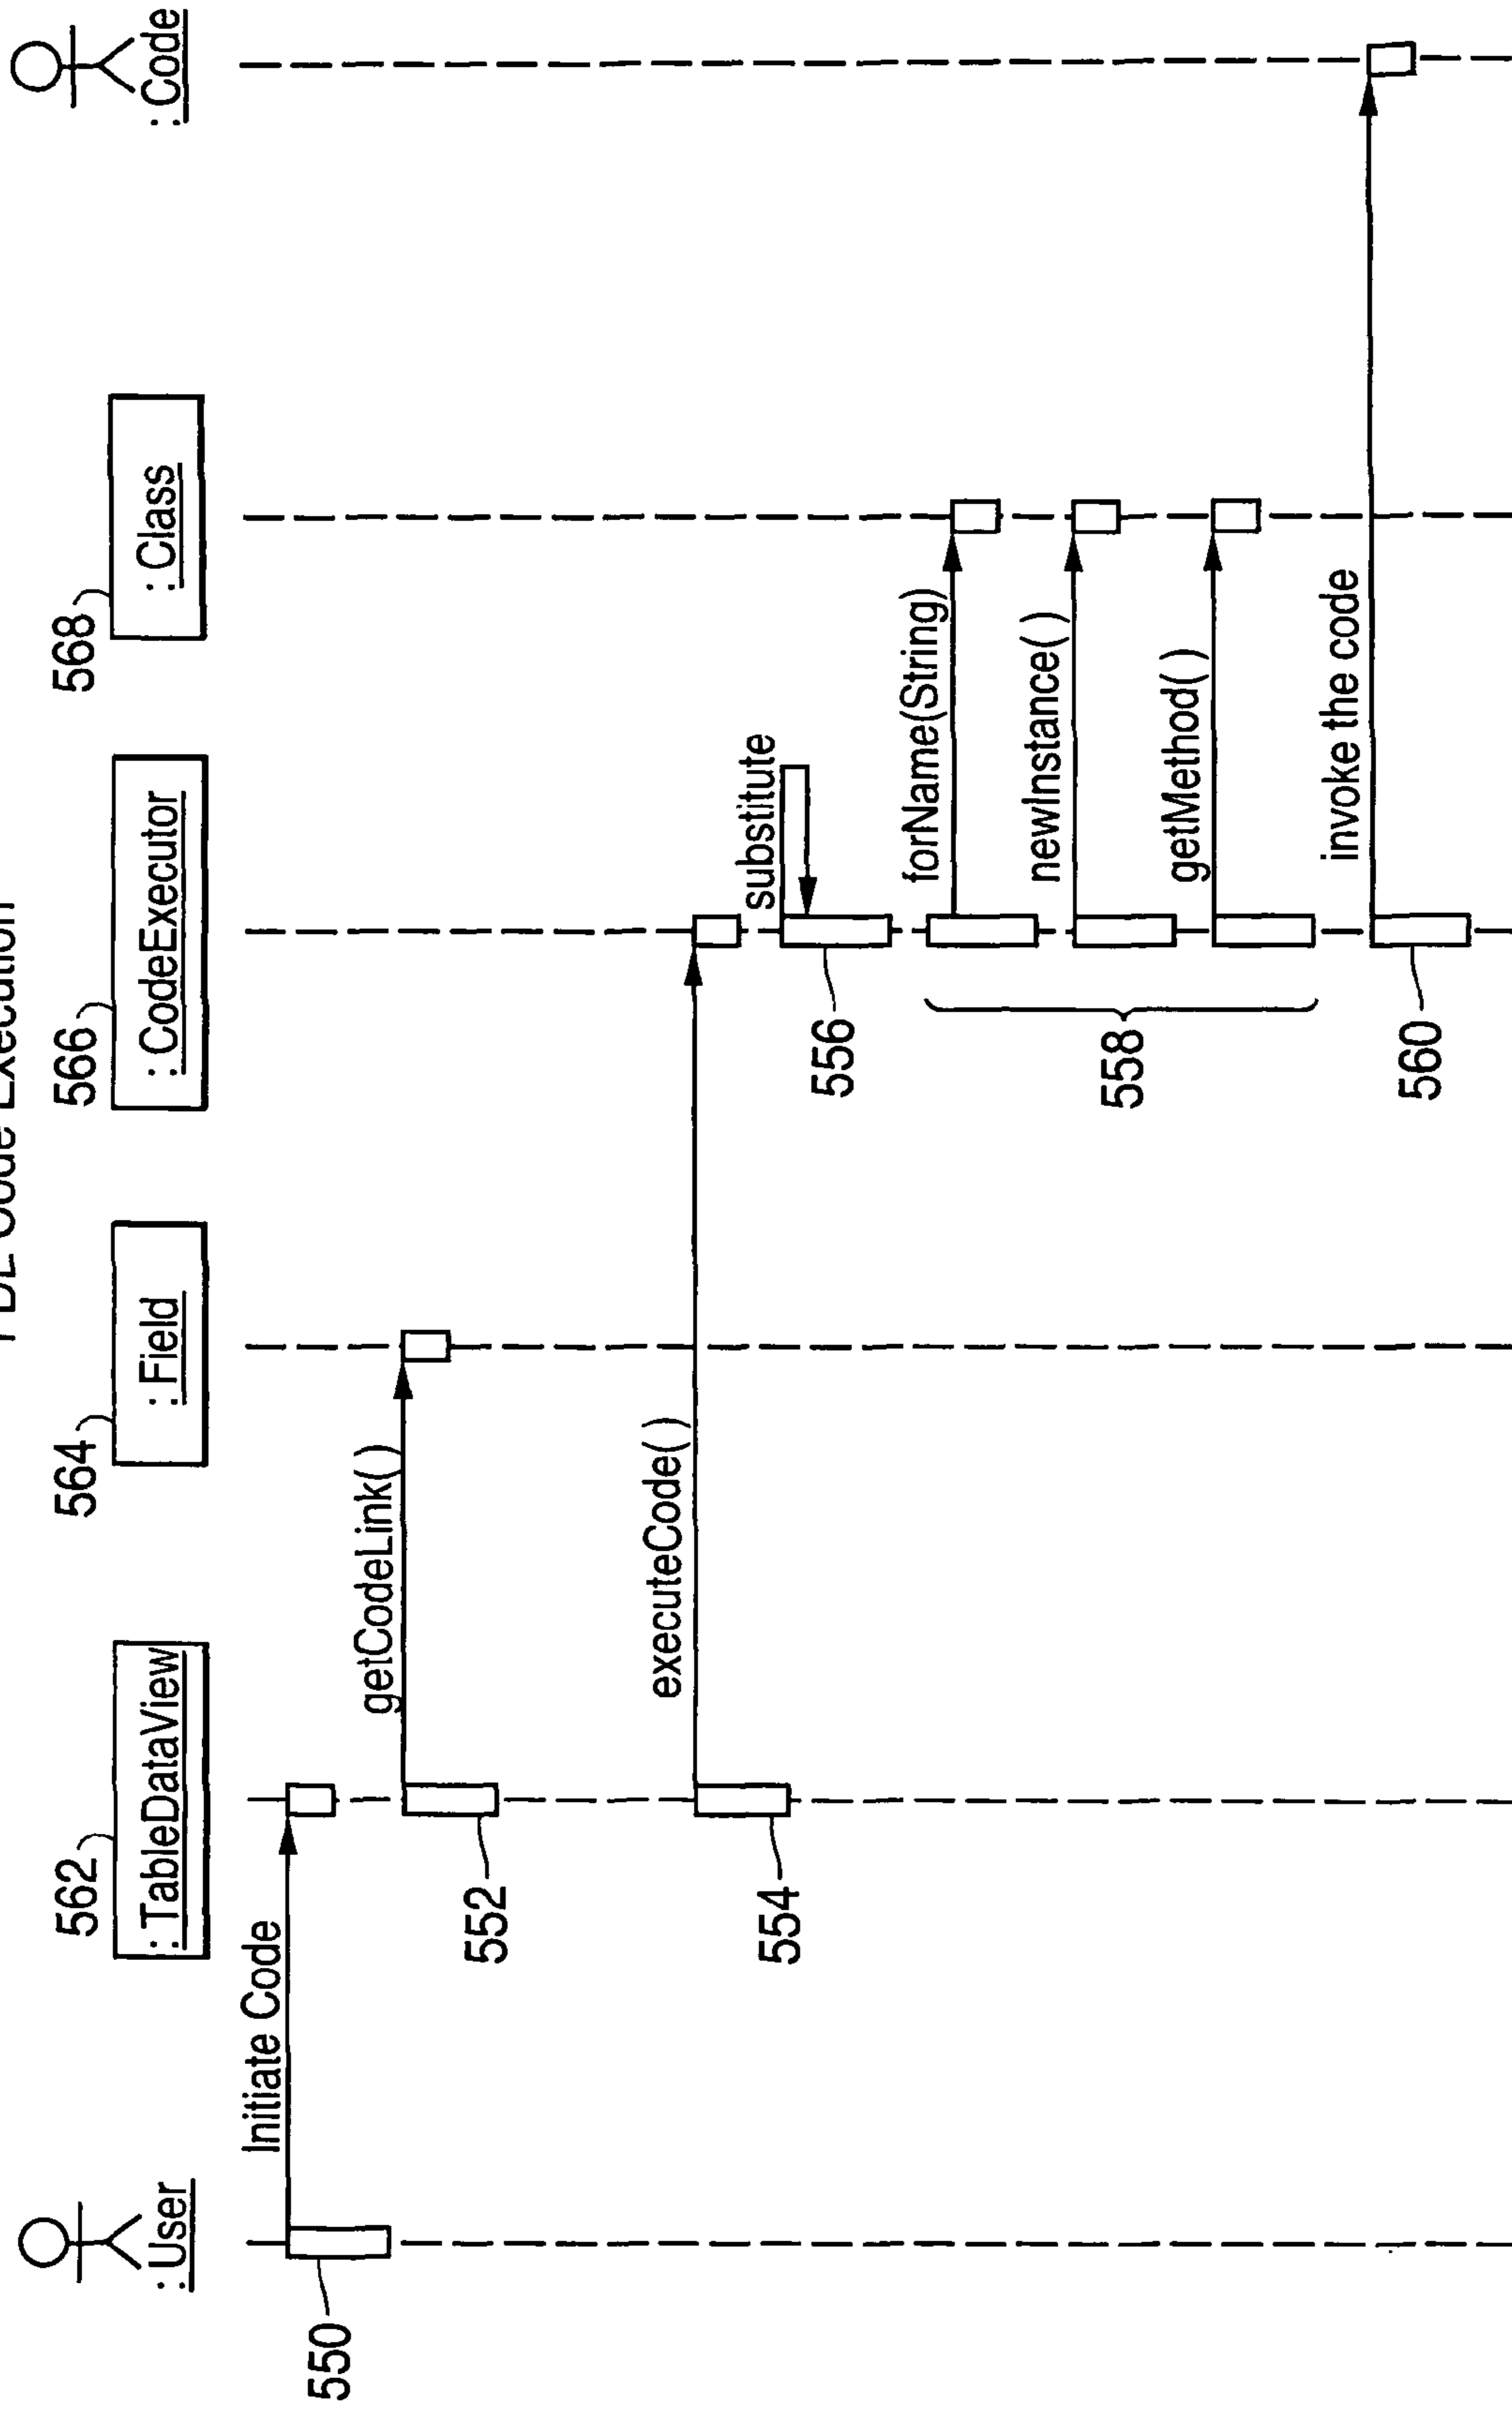 Code Execution
562
564
566
568
: User
: TableDataView
: Field
: CodeExecutor
: Class
: Code
Initiate Code
550
getCodeLink( )
552
executeCode( )
554
substitute
556
forName(String)
newInstance( )
getMethod( )
558
invoke the code
560